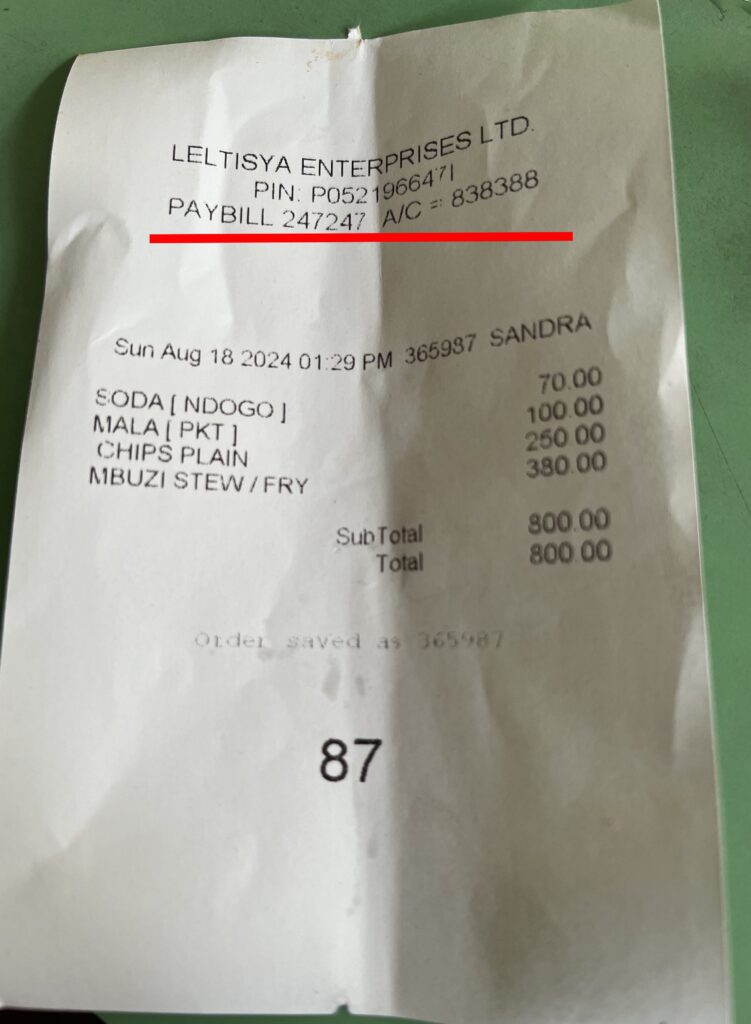 LELTISYA ENTERPRISES LTD.
PIN: P052196647I
PAYBILL 247247 A/C = 838388
Sun Aug 18 2024 01:29 PM 365987 SANDRA
SODA [ NDOGO ] 70.00
MALA [ PKT ] 100.00
CHIPS PLAIN 250.00
MBUZI STEW / FRY 380.00
SubTotal 800.00
Total 800.00
Order saved as 365987
87